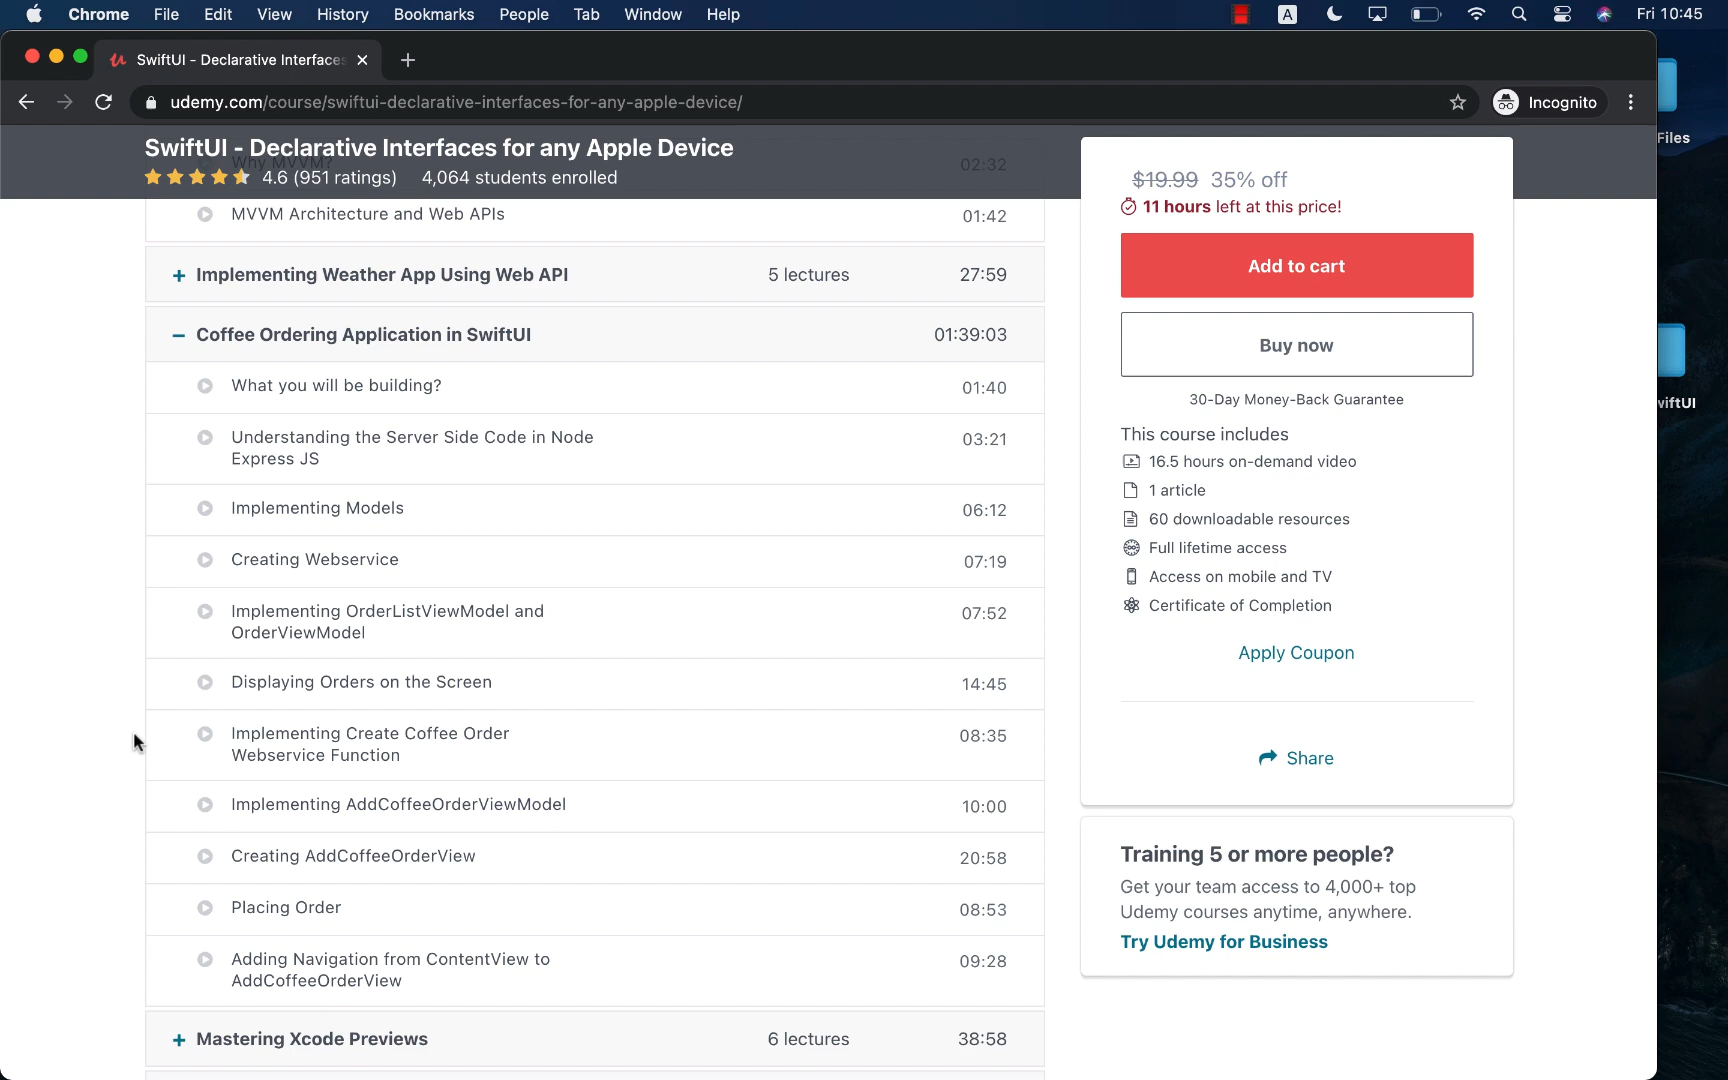 Chrome File Edit View History Bookmarks People Tab Window Help A Fri 10:45
SwiftUI - Declarative Interfaces
udemy.com/course/swiftui-declarative-interfaces-for-any-apple-device/ Incognito
Files
wiftUI
SwiftUI - Declarative Interfaces for any Apple Device
Why MVVM? 02:32
4.6 (951 ratings) 4,064 students enrolled
MVVM Architecture and Web APIs 01:42
+ Implementing Weather App Using Web API 5 lectures 27:59
− Coffee Ordering Application in SwiftUI 01:39:03
What you will be building? 01:40
Understanding the Server Side Code in Node 03:21
Express JS
Implementing Models 06:12
Creating Webservice 07:19
Implementing OrderListViewModel and 07:52
OrderViewModel
Displaying Orders on the Screen 14:45
Implementing Create Coffee Order 08:35
Webservice Function
Implementing AddCoffeeOrderViewModel 10:00
Creating AddCoffeeOrderView 20:58
Placing Order 08:53
Adding Navigation from ContentView to 09:28
AddCoffeeOrderView
+ Mastering Xcode Previews 6 lectures 38:58
$19.99 35% off
11 hours left at this price!
Add to cart
Buy now
30-Day Money-Back Guarantee
This course includes
16.5 hours on-demand video
1 article
60 downloadable resources
Full lifetime access
Access on mobile and TV
Certificate of Completion
Apply Coupon
Share
Training 5 or more people?
Get your team access to 4,000+ top
Udemy courses anytime, anywhere.
Try Udemy for Business